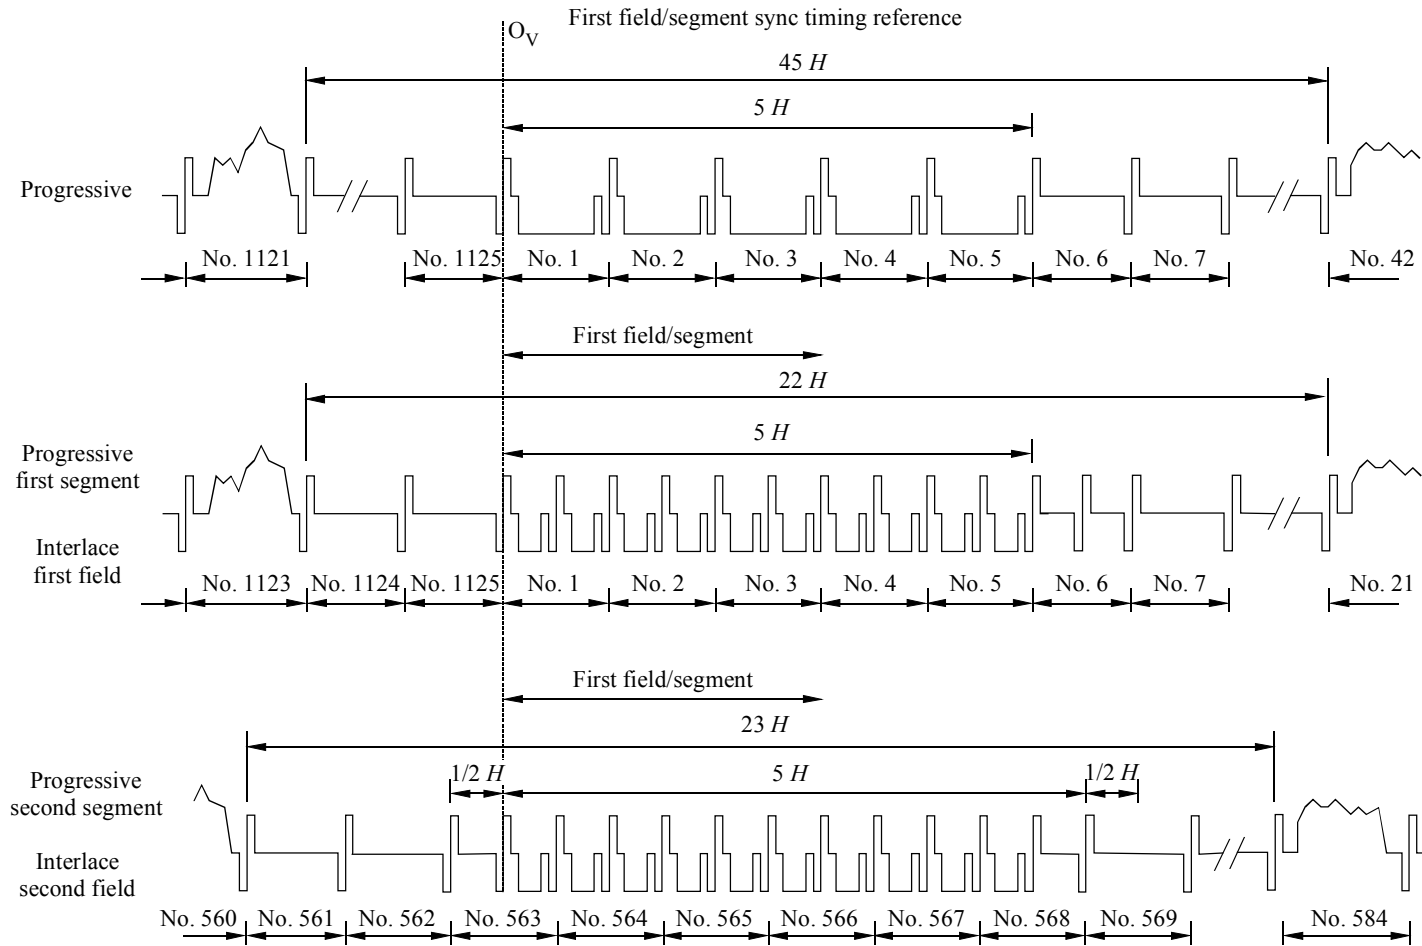 First field/segment sync timing reference
OV
45 H
5 H
Progressive
No. 1121
No. 1125
No. 1
No. 2
No. 3
No. 4
No. 5
No. 6
No. 7
No. 42
First field/segment
22 H
5 H
Progressive
first segment
Interlace
first field
No. 1123
No. 1124
No. 1125
No. 1
No. 2
No. 3
No. 4
No. 5
No. 6
No. 7
No. 21
First field/segment
23 H
1/2 H
5 H
1/2 H
Progressive
second segment
Interlace
second field
No. 560
No. 561
No. 562
No. 563
No. 564
No. 565
No. 566
No. 567
No. 568
No. 569
No. 584